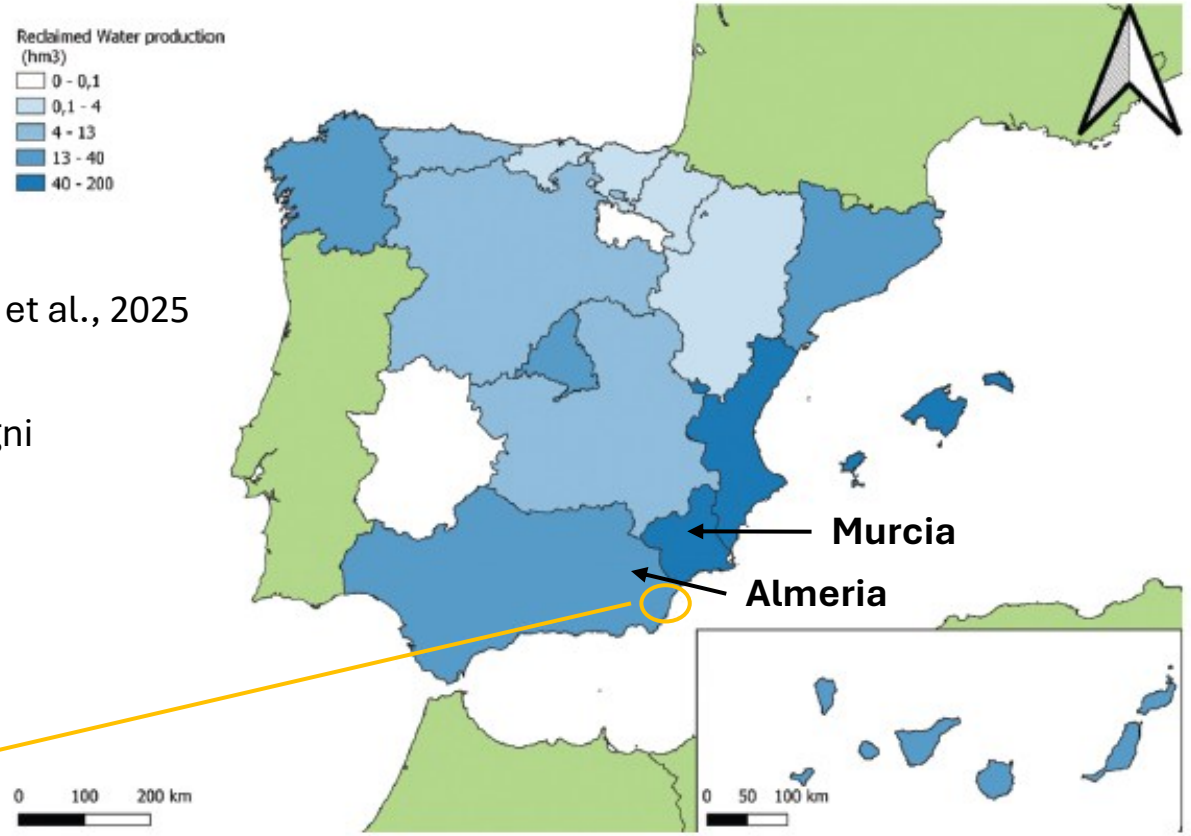 Reclaimed Water production
(hm3)
0 - 0,1
0,1 - 4
4 - 13
13 - 40
40 - 200
et al., 2025
gni
Murcia
Almeria
0 100 200 km
0 50 100 km